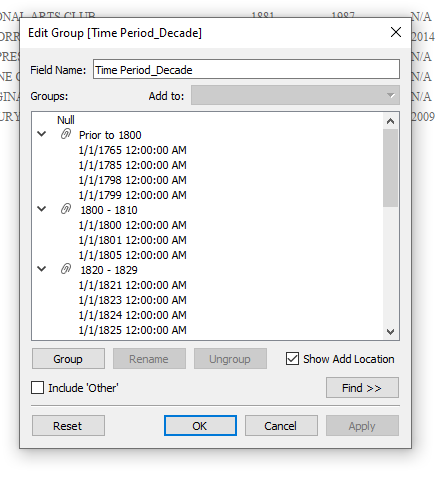 ONAL ARTS CLUB 1881 1987 N/A
Edit Group [Time Period_Decade]
2014
N/A
N/A
N/A
2009
Field Name: Time Period_Decade
Groups: Add to:
Null
Prior to 1800
1/1/1765 12:00:00 AM
1/1/1785 12:00:00 AM
1/1/1798 12:00:00 AM
1/1/1799 12:00:00 AM
1800 - 1810
1/1/1800 12:00:00 AM
1/1/1801 12:00:00 AM
1/1/1805 12:00:00 AM
1820 - 1829
1/1/1821 12:00:00 AM
1/1/1823 12:00:00 AM
1/1/1824 12:00:00 AM
1/1/1825 12:00:00 AM
Group Rename Ungroup Show Add Location
Include 'Other' Find >>
Reset OK Cancel Apply